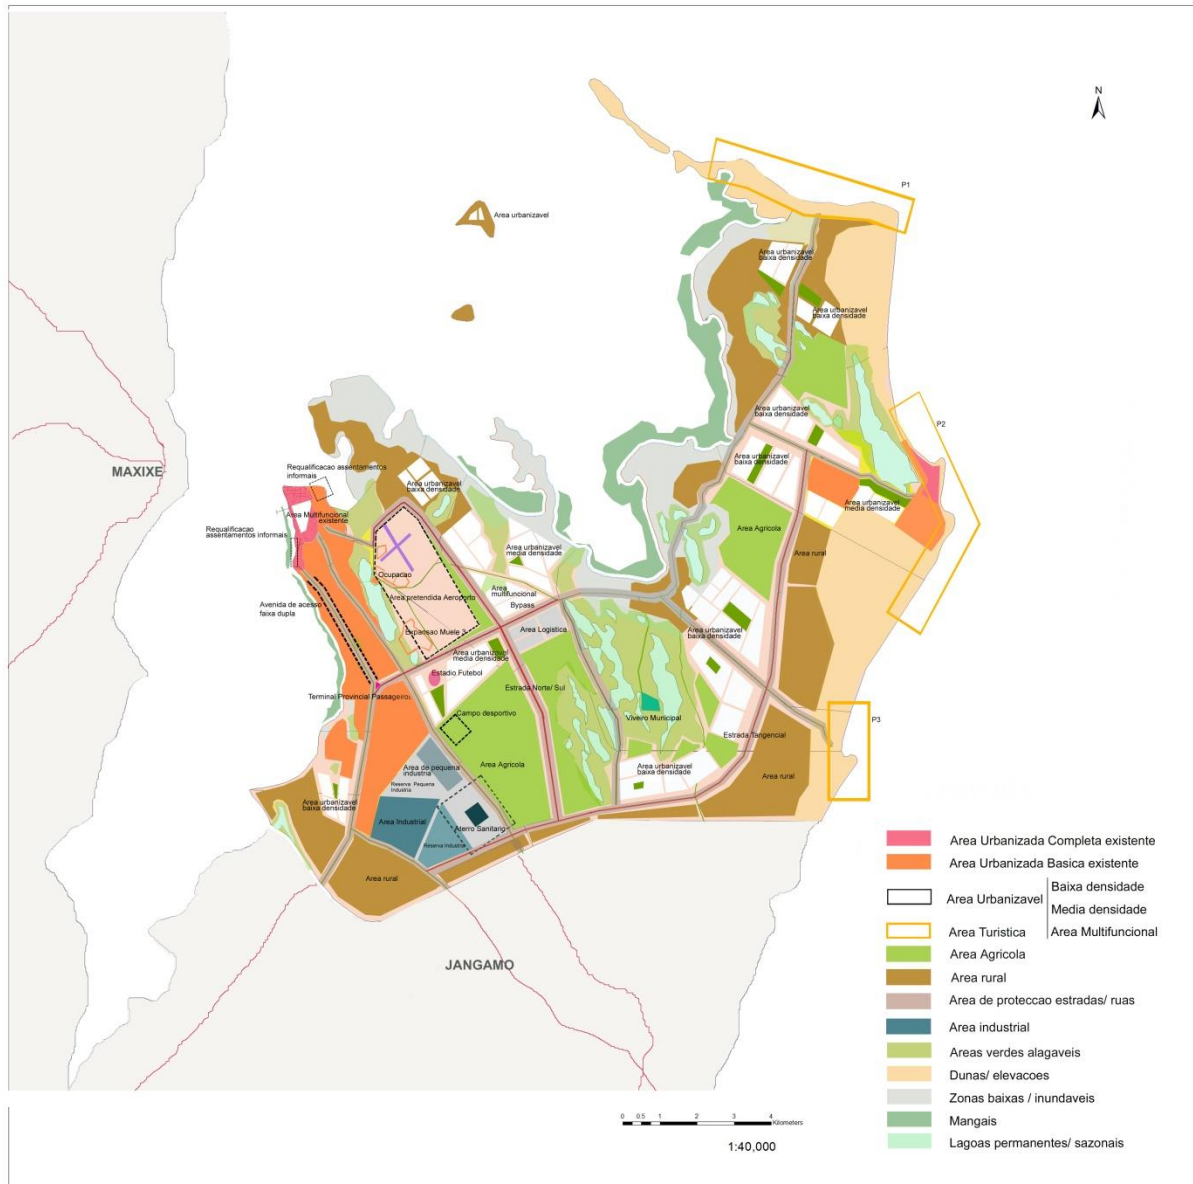 N
P1
Area urbanizavel
Area urbanizavel
baixa densidade
Area urbanizavel
baixa densidade
P2
Area urbanizavel
baixa densidade
MAXIXE
Requalificacao assentamentos
informais
Area urbanizavel
baixa densidade
Area urbanizavel
baixa densidade
Area urbanizavel
media densidade
Area Multifuncional
existente
Requalificacao
assentamentos informais
Area Agricola
Area urbanizavel
media densidade
Area rural
Ocupacao
Area pretendida Aeroporto
Area
multifuncional
Bypass
Avenida de acesso
faixa dupla
Expansao Muele 3
Area Logistica
Area urbanizavel
baixa densidade
Area urbanizavel
media densidade
Estadio Futebol
Estrada Norte/ Sul
Terminal Provincial Passageiros
Campo desportivo
Viveiro Municipal
P3
Estrada Tangencial
Area de pequena
industria
Area Agricola
Area urbanizavel
baixa densidade
Area rural
Reserva Pequena
Industria
Area urbanizavel
baixa densidade
Area Industrial
Aterro Sanitario
Reserva Industrial
Area rural
JANGAMO
Area Urbanizada Completa existente
Area Urbanizada Basica existente
Area Urbanizavel
Baixa densidade
Media densidade
Area Multifuncional
Area Turistica
Area Agricola
Area rural
Area de proteccao estradas/ ruas
Area industrial
Areas verdes alagaveis
Dunas/ elevacoes
Zonas baixas / inundaveis
Mangais
Lagoas permanentes/ sazonais
0 0.5 1 2 3 4
Kilometers
1:40,000